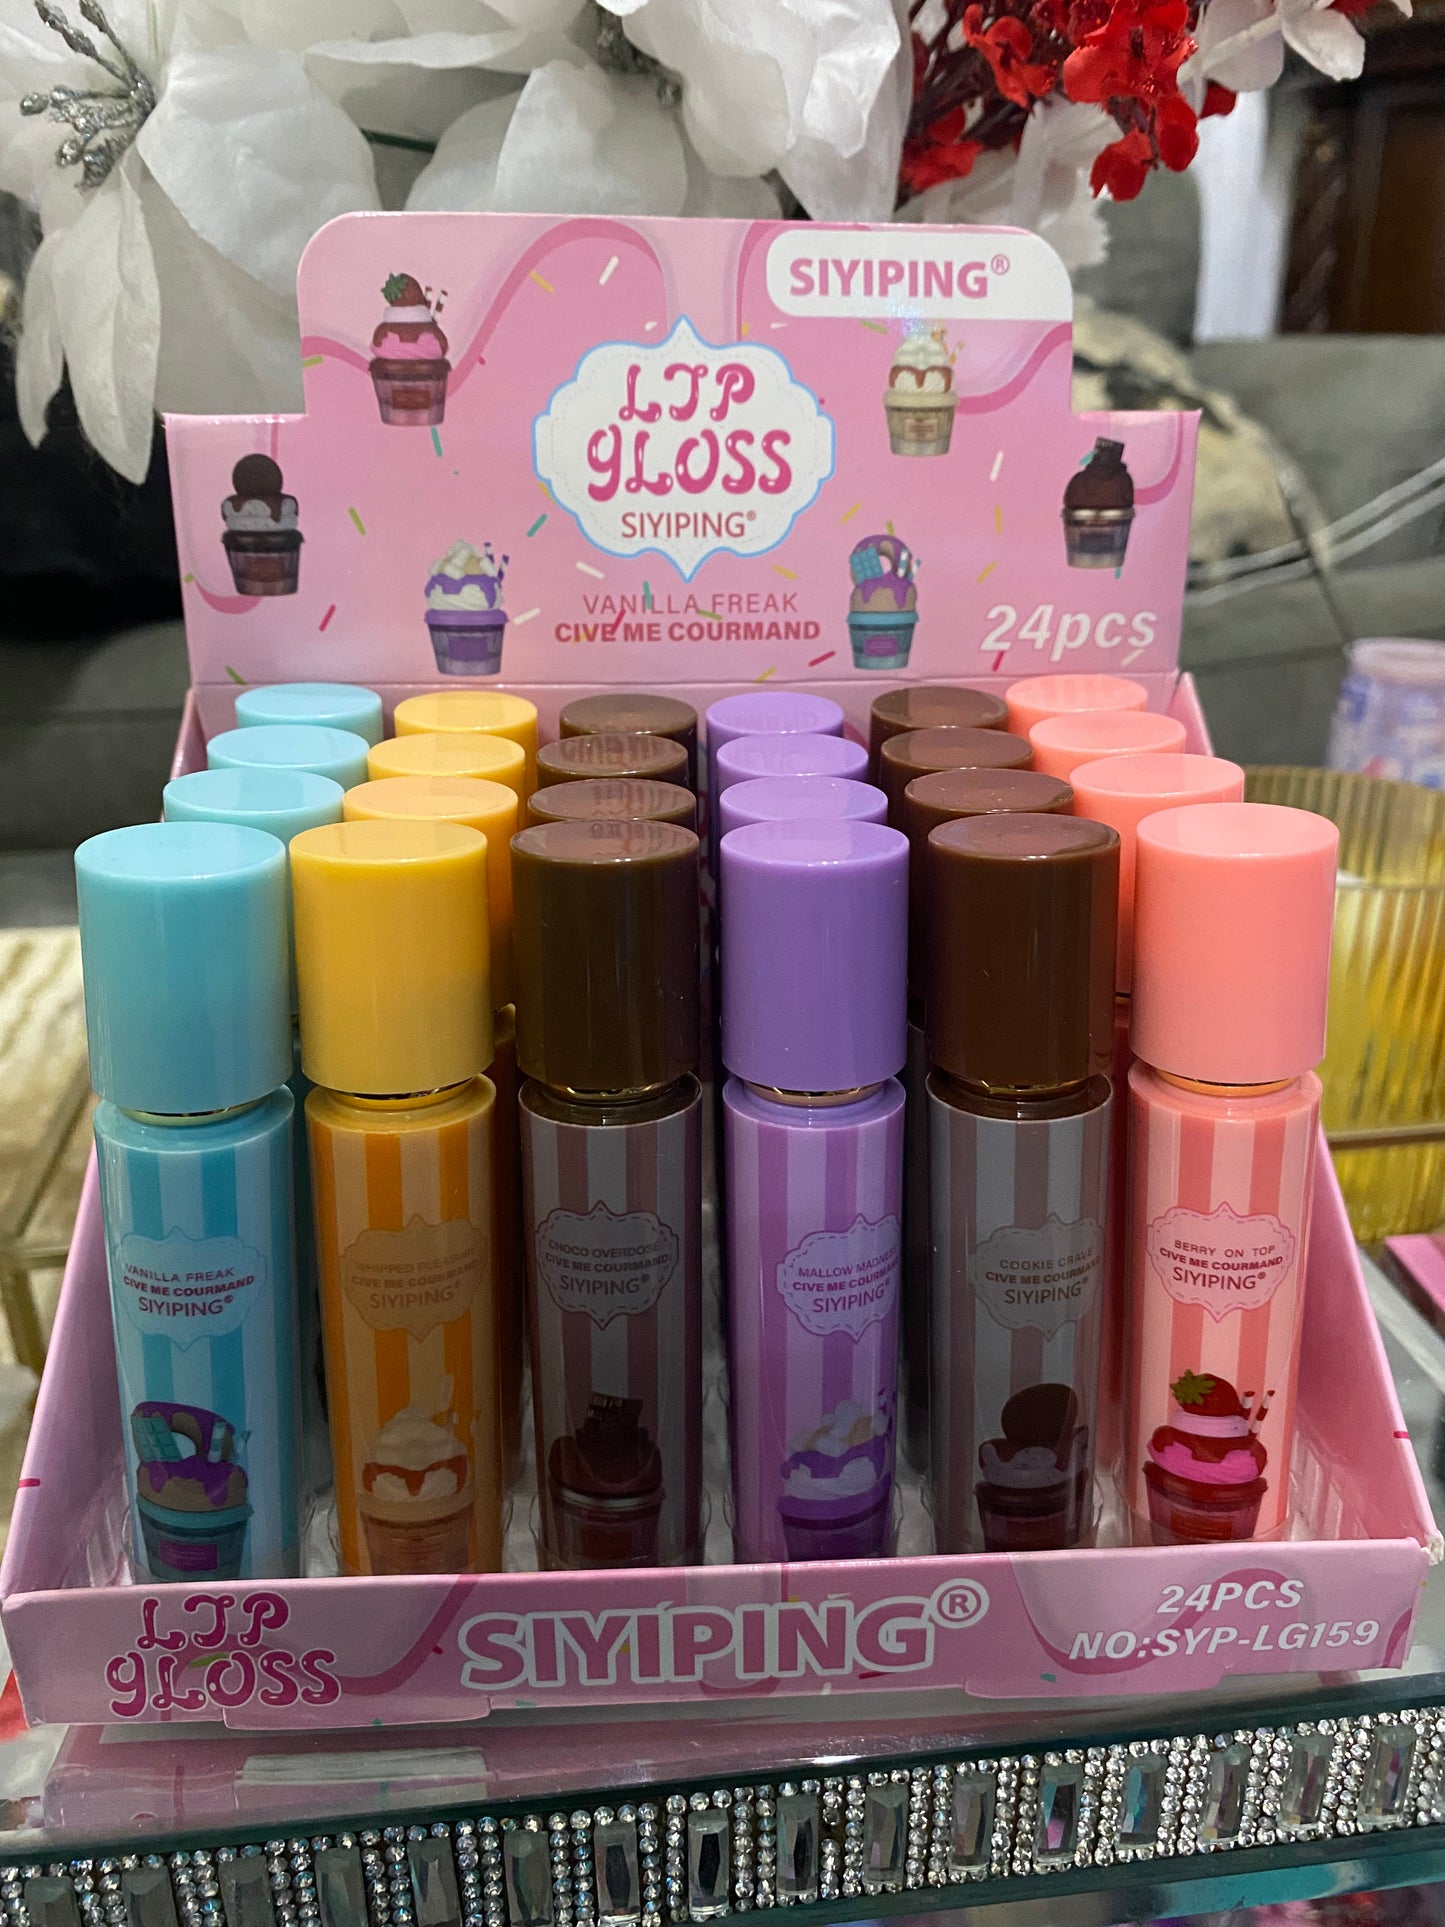 SIYIPING®
LIP
GLOSS
SIYIPING®
VANILLA FREAK
CIVE ME COURMAND
24pcs
VANILLA FREAK
CIVE ME COURMAND
SIYIPING®
CIVE ME COURMAND
SIYIPING®
CHOCO OVERDOSE
CIVE ME COURMAND
SIYIPING®
MALLOW MADNESS
CIVE ME COURMAND
SIYIPING®
COOKIE CRAVE
CIVE ME COURMAND
SIYIPING®
BERRY ON TOP
CIVE ME COURMAND
SIYIPING®
LIP
GLOSS
SIYIPING®
24PCS
NO:SYP-LG159